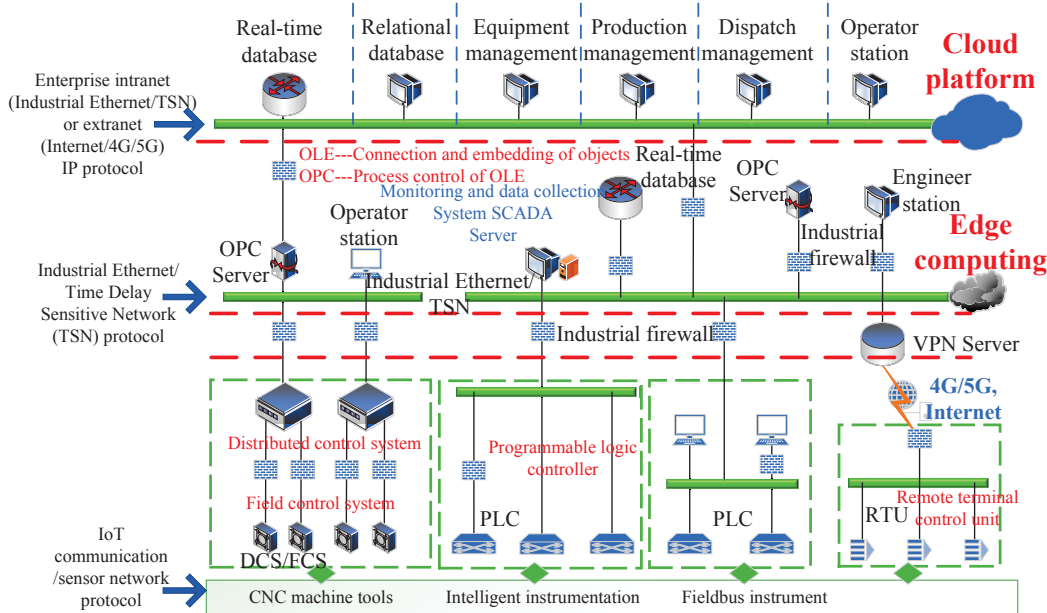 Real-time
database
Relational
database
Equipment
management
Production
management
Dispatch
management
Operator
station
Cloud
platform
Enterprise intranet
(Industrial Ethernet/TSN)
or extranet
(Internet/4G/5G)
IP protocol
OLE---Connection and embedding of objects
OPC---Process control of OLE
Monitoring and data collection
System SCADA
Server
Real-time
database
OPC
Server
Engineer
station
Industrial
firewall
Operator
station
OPC
Server
Edge
computing
Industrial Ethernet/
Time Delay
Sensitive Network
(TSN) protocol
Industrial Ethernet/
TSN
Industrial firewall
VPN Server
4G/5G,
Internet
Distributed control system
Field control system
DCS/FCS
Programmable logic
controller
PLC
PLC
Remote terminal
control unit
RTU
IoT
communication
/sensor network
protocol
CNC machine tools
Intelligent instrumentation
Fieldbus instrument